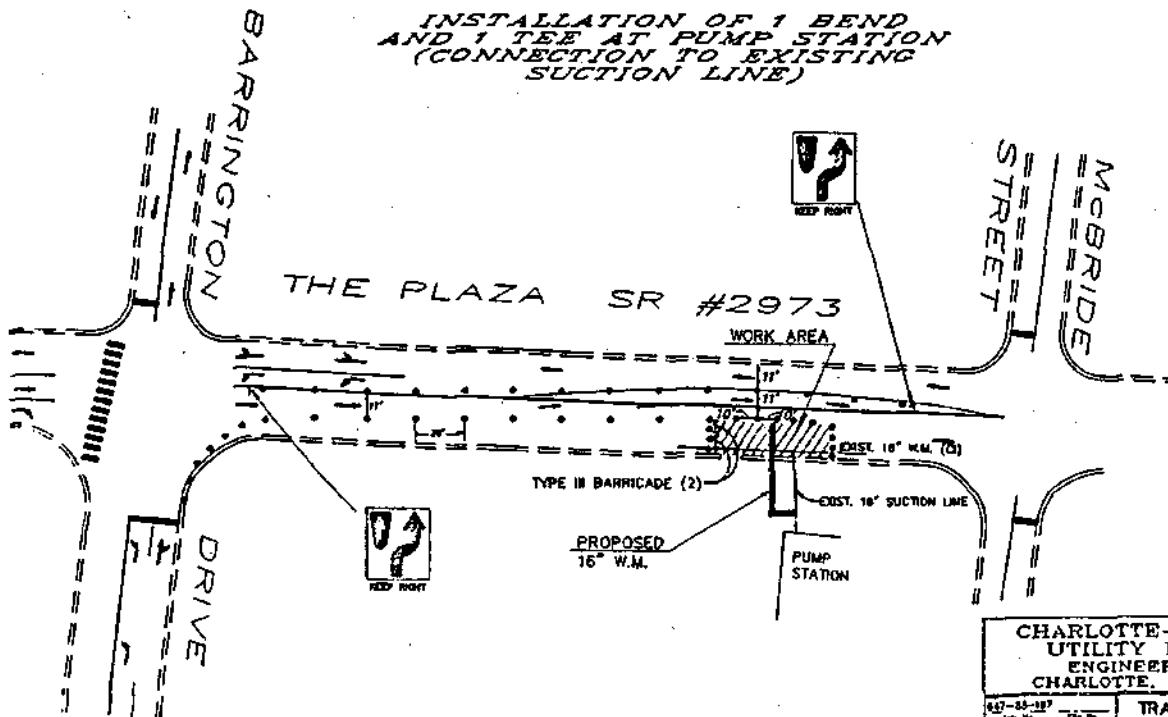 INSTALLATION OF 1 BEND
AND 1 TEE AT PUMP STATION
(CONNECTION TO EXISTING
SUCTION LINE)
BARRINGTON
STREET
McBRIDE
KEEP RIGHT
THE PLAZA SR #2973
WORK AREA
11'
11'
11'
10'
TYPE III BARRICADE (2)
EXIST. 16" SUCTION LINE
PROPOSED
16" W.M.
PUMP
STATION
KEEP RIGHT
DRIVE
CHARLOTTE-
UTILITY
ENGINEER
CHARLOTTE,
TRA